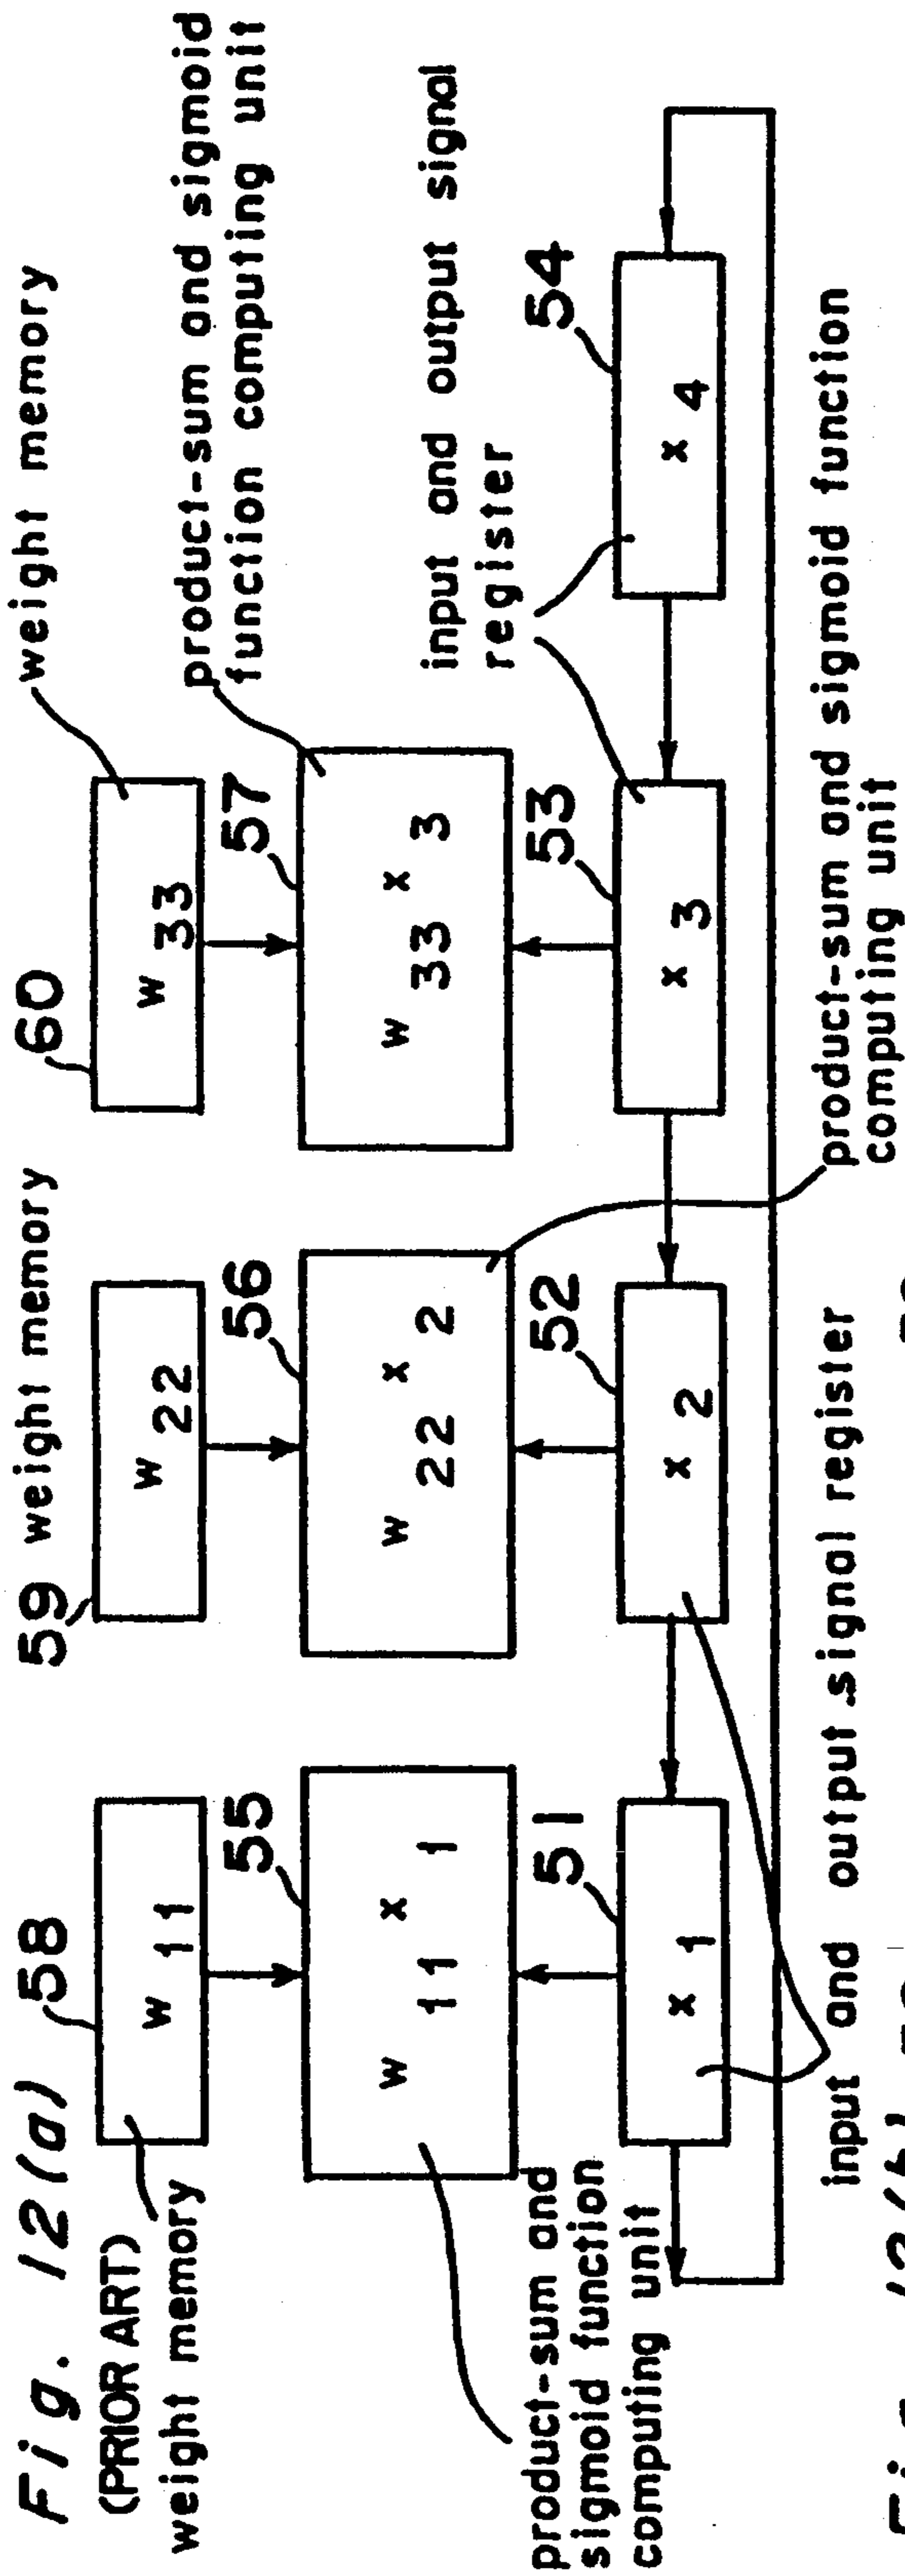 Fig. 12(a)
(PRIOR ART)
weight memory
58
59 weight memory
60
weight memory
w 11
w 22
w 33
55
56
57
product-sum and sigmoid
function computing unit
w 11 x 1
w 22 x 2
w 33 x 3
product-sum and
sigmoid function
computing unit
51
52
53
54
input and output signal
register
x 1
x 2
x 3
x 4
input and output signal register
product-sum and sigmoid function
computing unit